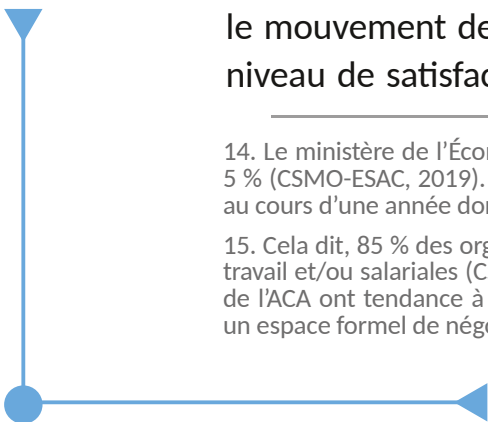 le mouvement de
niveau de satisfac
14. Le ministère de l’Écon
5 % (CSMO-ESAC, 2019).
au cours d’une année don
15. Cela dit, 85 % des org
travail et/ou salariales (C
de l’ACA ont tendance à
un espace formel de négo